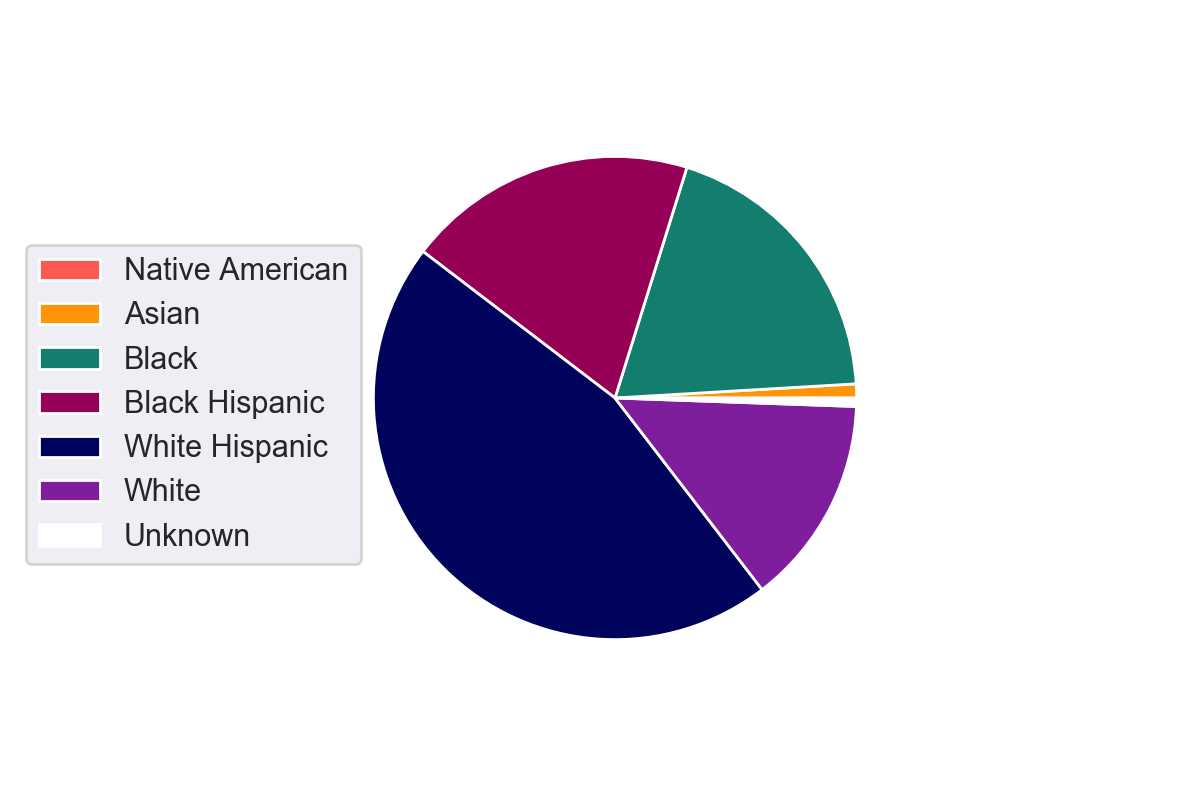 Native American
Asian
Black
Black Hispanic
White Hispanic
White
Unknown